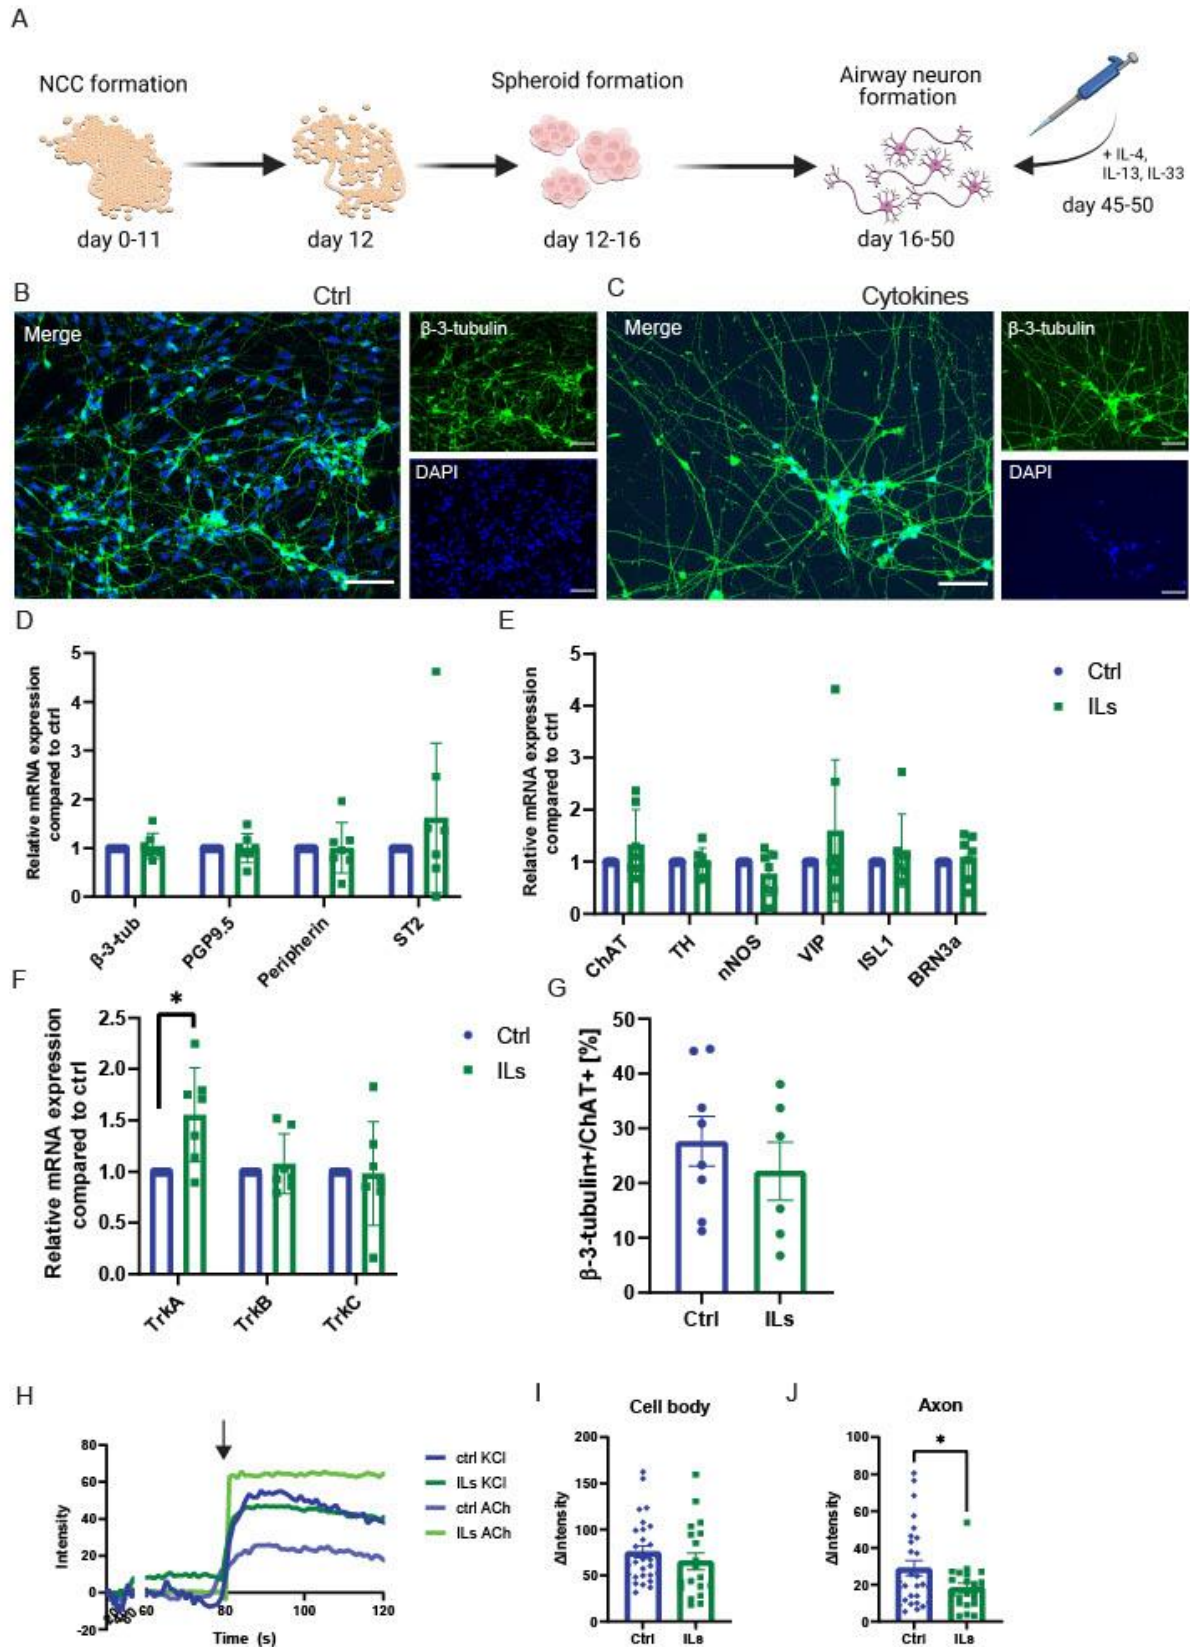 A
NCC formation
Spheroid formation
Airway neuron
formation
+ IL-4,
IL-13, IL-33
day 0-11
day 12
day 12-16
day 16-50
day 45-50
B
Ctrl
Merge
β-3-tubulin
DAPI
C
Cytokines
Merge
β-3-tubulin
DAPI
D
Relative mRNA expression
compared to ctrl
5
4
3
2
1
0
β-3-tub
PGP9.5
Peripherin
ST2
E
Relative mRNA expression
compared to ctrl
5
4
3
2
1
0
ChAT
TH
nNOS
VIP
ISL1
BRN3a
Ctrl
ILs
F
Relative mRNA expression
compared to ctrl
2.5
2.0
1.5
1.0
0.5
0.0
*
TrkA
TrkB
TrkC
Ctrl
ILs
G
β-3-tubulin+/ChAT+ [%]
50
40
30
20
10
0
Ctrl
ILs
H
Intensity
80
60
40
20
0
-20
60
80
100
120
Time (s)
ctrl KCl
ILs KCl
ctrl ACh
ILs ACh
I
Cell body
ΔIntensity
200
150
100
50
0
Ctrl
ILs
J
Axon
ΔIntensity
100
80
60
40
20
0
*
Ctrl
ILs